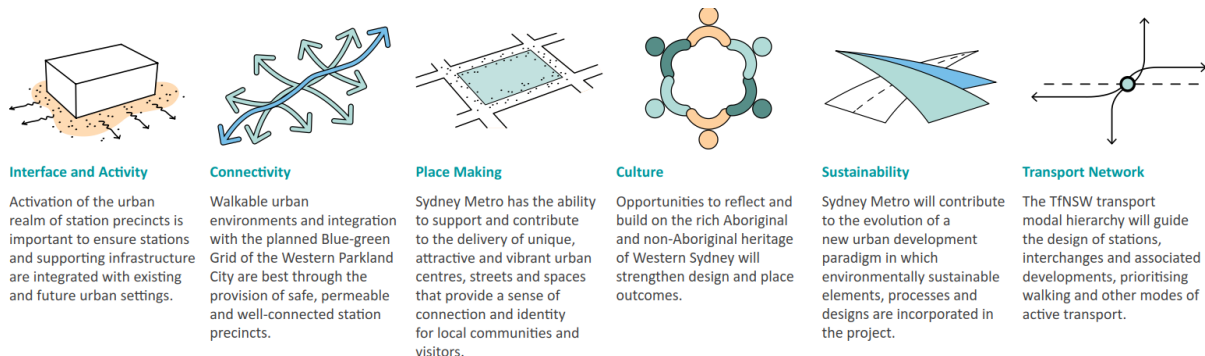 Interface and Activity
Activation of the urban
realm of station precincts is
important to ensure stations
and supporting infrastructure
are integrated with existing
and future urban settings.
Connectivity
Walkable urban
environments and integration
with the planned Blue-green
Grid of the Western Parkland
City are best through the
provision of safe, permeable
and well-connected station
precincts.
Place Making
Sydney Metro has the ability
to support and contribute
to the delivery of unique,
attractive and vibrant urban
centres, streets and spaces
that provide a sense of
connection and identity
for local communities and
visitors.
Culture
Opportunities to reflect and
build on the rich Aboriginal
and non-Aboriginal heritage
of Western Sydney will
strengthen design and place
outcomes.
Sustainability
Sydney Metro will contribute
to the evolution of a
new urban development
paradigm in which
environmentally sustainable
elements, processes and
designs are incorporated in
the project.
Transport Network
The TfNSW transport
modal hierarchy will guide
the design of stations,
interchanges and associated
developments, prioritising
walking and other modes of
active transport.